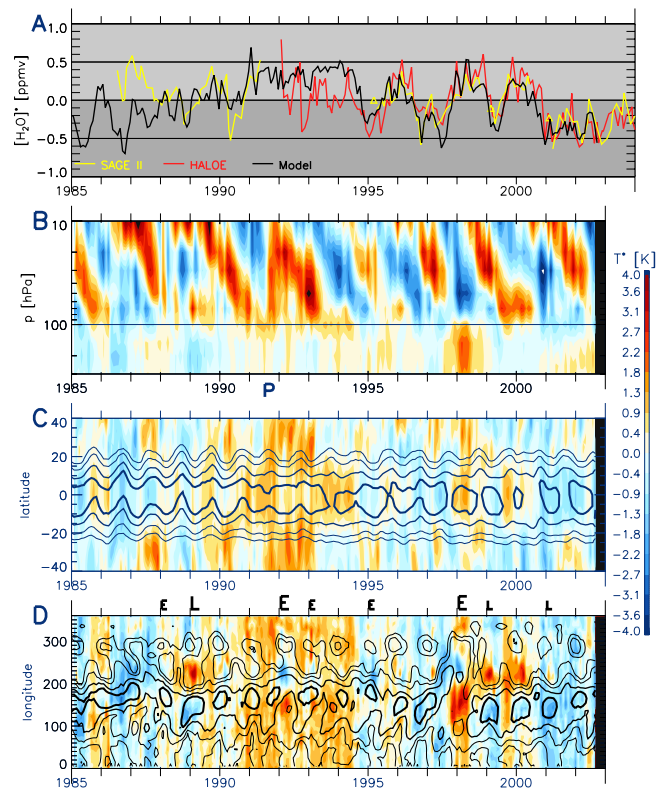 A
[H₂O]* [ppmv]
1.0
0.5
0.0
−0.5
−1.0
SAGE II HALOE Model
1985 1990 1995 2000
B
p [hPa]
10
100
1985 1990 1995 2000
P
T* [K]
4.0
3.6
3.1
2.7
2.2
1.8
1.3
0.9
0.4
−0.0
−0.4
−0.9
−1.3
−1.8
−2.2
−2.7
−3.1
−3.6
−4.0
C
latitude
40
20
0
−20
−40
1985 1990 1995 2000
E L E E E E L L
D
longitude
300
200
100
0
1985 1990 1995 2000